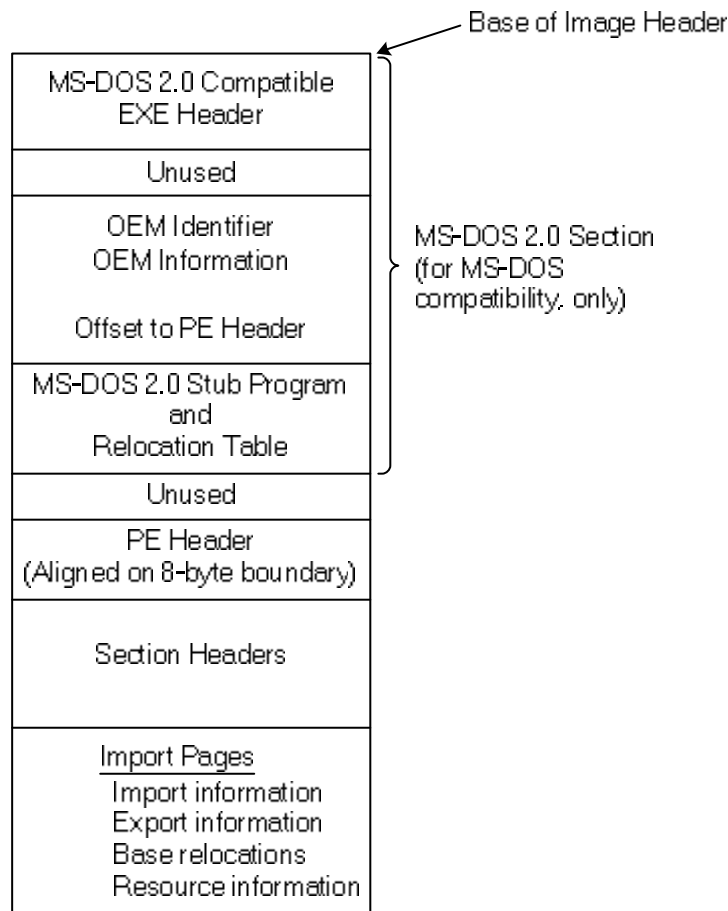 Base of Image Header
MS-DOS 2.0 Compatible
EXE Header
Unused
OEM Identifier
OEM Information
Offset to PE Header
MS-DOS 2.0 Section
(for MS-DOS
compatibility, only)
MS-DOS 2.0 Stub Program
and
Relocation Table
Unused
PE Header
(Aligned on 8-byte boundary)
Section Headers
Import Pages
Import information
Export information
Base relocations
Resource information